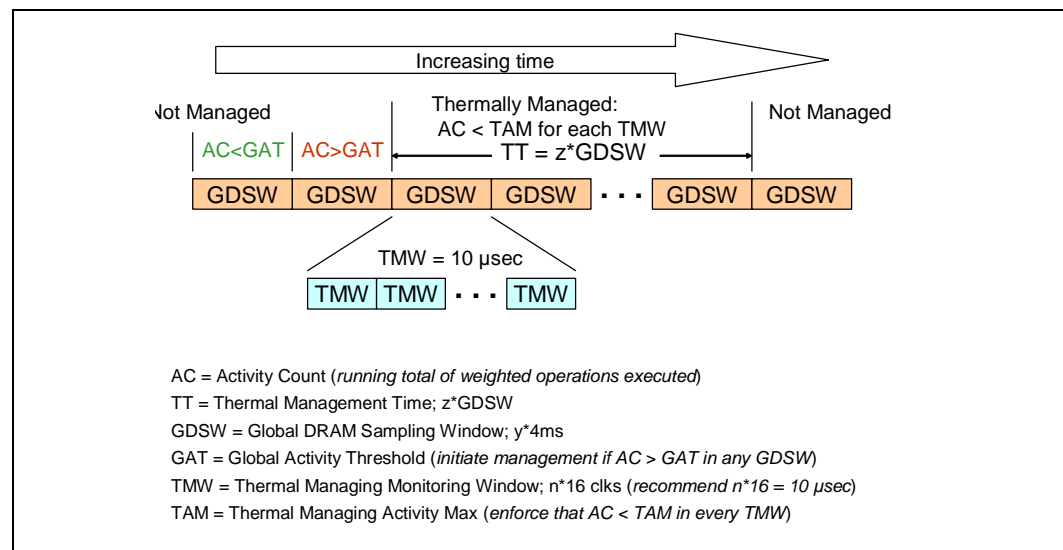 Increasing time
Not Managed
Thermally Managed:
Not Managed
AC < TAM for each TMW
AC<GAT AC>GAT
TT = z*GDSW
GDSW GDSW GDSW GDSW ... GDSW GDSW
TMW = 10 µsec
TMW TMW ... TMW
AC = Activity Count (running total of weighted operations executed)
TT = Thermal Management Time; z*GDSW
GDSW = Global DRAM Sampling Window; y*4ms
GAT = Global Activity Threshold (initiate management if AC > GAT in any GDSW)
TMW = Thermal Managing Monitoring Window; n*16 clks (recommend n*16 = 10 µsec)
TAM = Thermal Managing Activity Max (enforce that AC < TAM in every TMW)